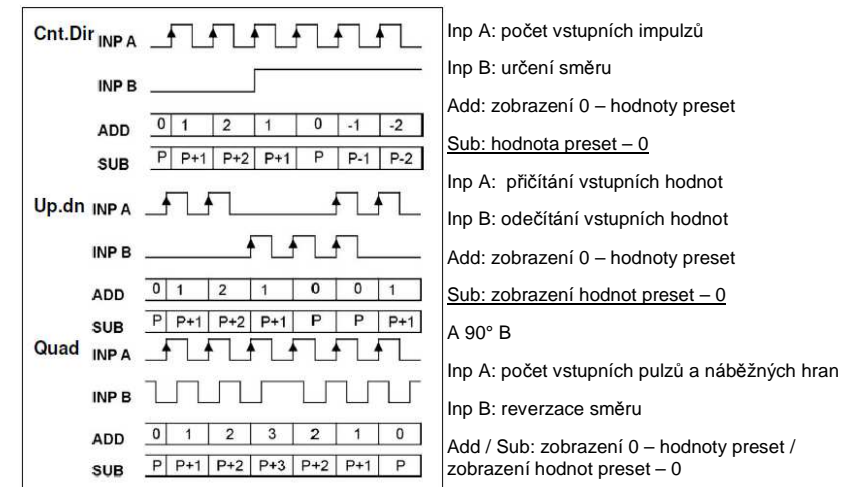 Cnt.Dir INP A
INP B
ADD 0 1 2 1 0 -1 -2
SUB P P+1 P+2 P+1 P P-1 P-2
Up.dn INP A
INP B
ADD 0 1 2 1 0 0 1
SUB P P+1 P+2 P+1 P P P+1
Quad INP A
INP B
ADD 0 1 2 3 2 1 0
SUB P P+1 P+2 P+3 P+2 P+1 P
Inp A: počet vstupních impulzů
Inp B: určení směru
Add: zobrazení 0 – hodnoty preset
Sub: hodnota preset – 0
Inp A:  přičítání vstupních hodnot
Inp B: odečítání vstupních hodnot
Add: zobrazení 0 – hodnoty preset
Sub: zobrazení hodnot preset – 0
A 90° B
Inp A: počet vstupních pulzů a náběžných hran
Inp B: reverzace směru
Add / Sub: zobrazení 0 – hodnoty preset /
zobrazení hodnot preset – 0